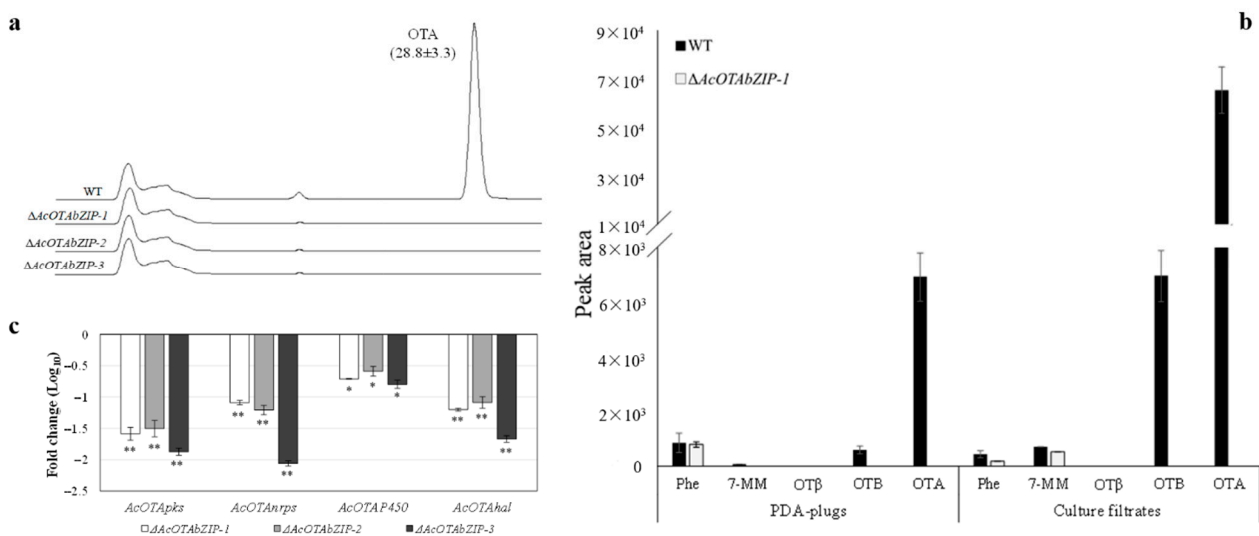 a
OTA
(28.8±3.3)
WT
ΔAcOTAbZIP-1
ΔAcOTAbZIP-2
ΔAcOTAbZIP-3
b
Peak area
9×10⁴
7×10⁴
5×10⁴
3×10⁴
1×10⁴
8×10³
6×10³
4×10³
2×10³
0
WT
ΔAcOTAbZIP-1
Phe 7-MM OTβ OTB OTA Phe 7-MM OTβ OTB OTA
PDA-plugs Culture filtrates
c
Fold change (Log₁₀)
0
−0.5
−1
−1.5
−2
−2.5
** ** **
** ** **
* * *
** ** **
AcOTApks AcOTAnrps AcOTAP450 AcOTAhal
ΔAcOTAbZIP-1 ΔAcOTAbZIP-2 ΔAcOTAbZIP-3